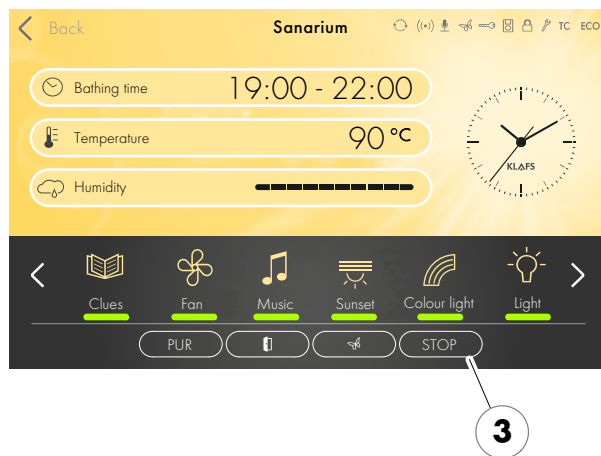 Back Sanarium TC ECO
Bathing time 19:00 - 22:00
Temperature 90 °C
Humidity
KLAFS
Clues Fan Music Sunset Colour light Light
PUR STOP
3